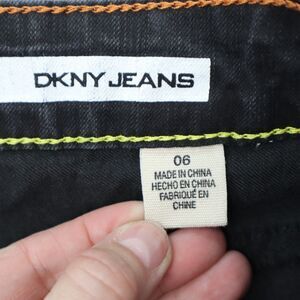 DKNY JEANS
06
MADE IN CHINA
HECHO EN CHINA
FABRIQUÉ EN
CHINE